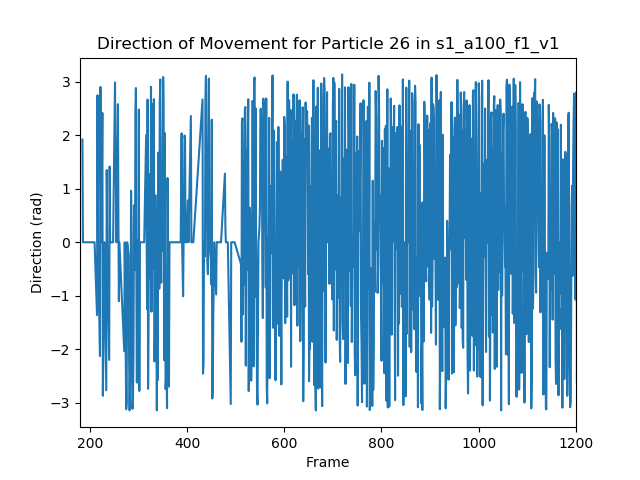 Direction of Movement for Particle 26 in s1_a100_f1_v1
3
2
1
0
−1
−2
−3
Direction (rad)
200 400 600 800 1000 1200
Frame